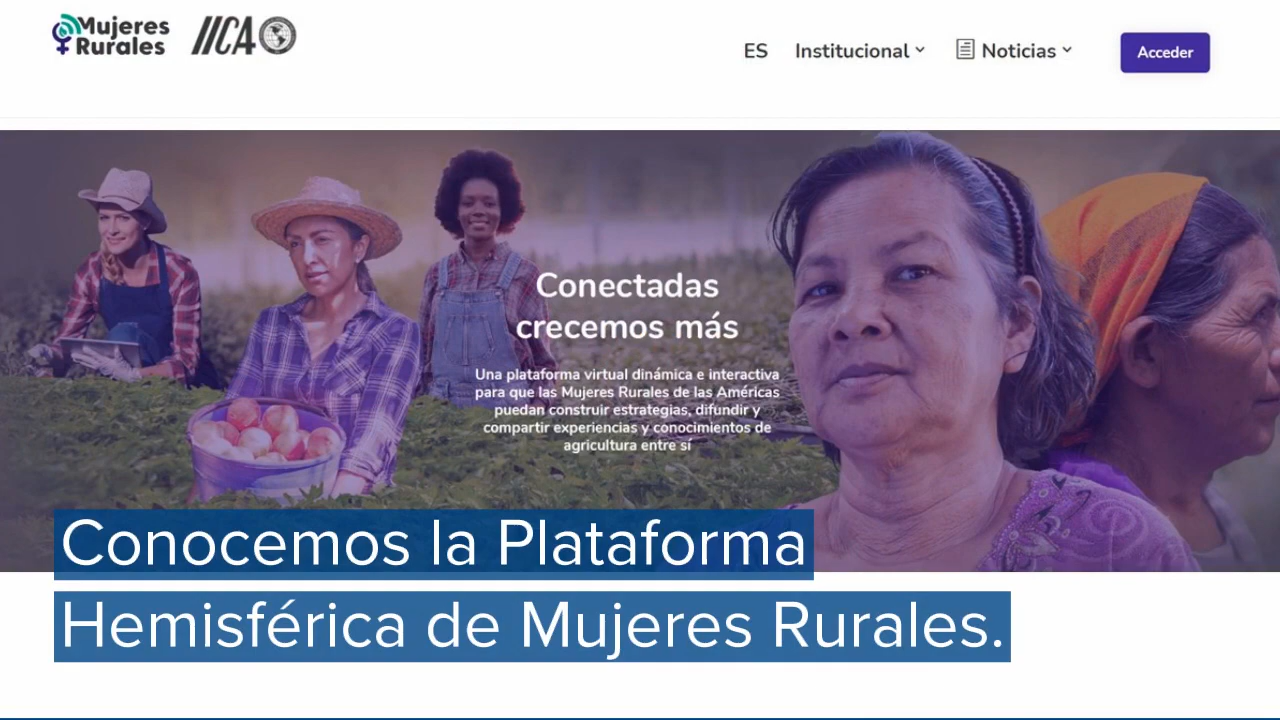 Mujeres
Rurales
IICA
ES
Institucional
Noticias
Acceder
Conectadas
crecemos más
Una plataforma virtual dinámica e interactiva
para que las Mujeres Rurales de las Américas
puedan construir estrategias, difundir y
compartir experiencias y conocimientos de
agricultura entre sí
Conocemos la Plataforma
Hemisférica de Mujeres Rurales.